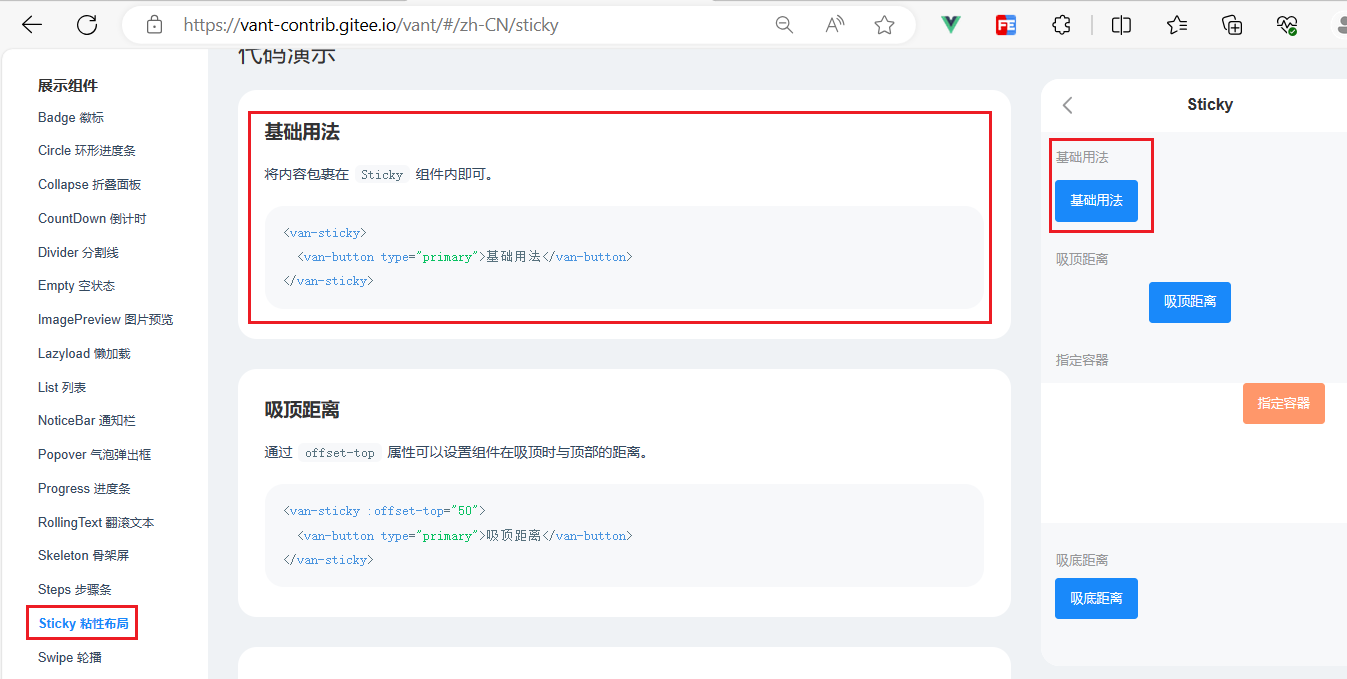 https://vant-contrib.gitee.io/vant/#/zh-CN/sticky
展示组件
Badge 徽标
Circle 环形进度条
Collapse 折叠面板
CountDown 倒计时
Divider 分割线
Empty 空状态
ImagePreview 图片预览
Lazyload 懒加载
List 列表
NoticeBar 通知栏
Popover 气泡弹出框
Progress 进度条
RollingText 翻滚文本
Skeleton 骨架屏
Steps 步骤条
Sticky 粘性布局
Swipe 轮播
代码演示
基础用法
将内容包裹在 Sticky 组件内即可。
<van-sticky>
<van-button type="primary">基础用法</van-button>
</van-sticky>
吸顶距离
通过 offset-top 属性可以设置组件在吸顶时与顶部的距离。
<van-sticky :offset-top="50">
<van-button type="primary">吸顶距离</van-button>
</van-sticky>
Sticky
基础用法
基础用法
吸顶距离
吸顶距离
指定容器
指定容器
吸底距离
吸底距离
FE